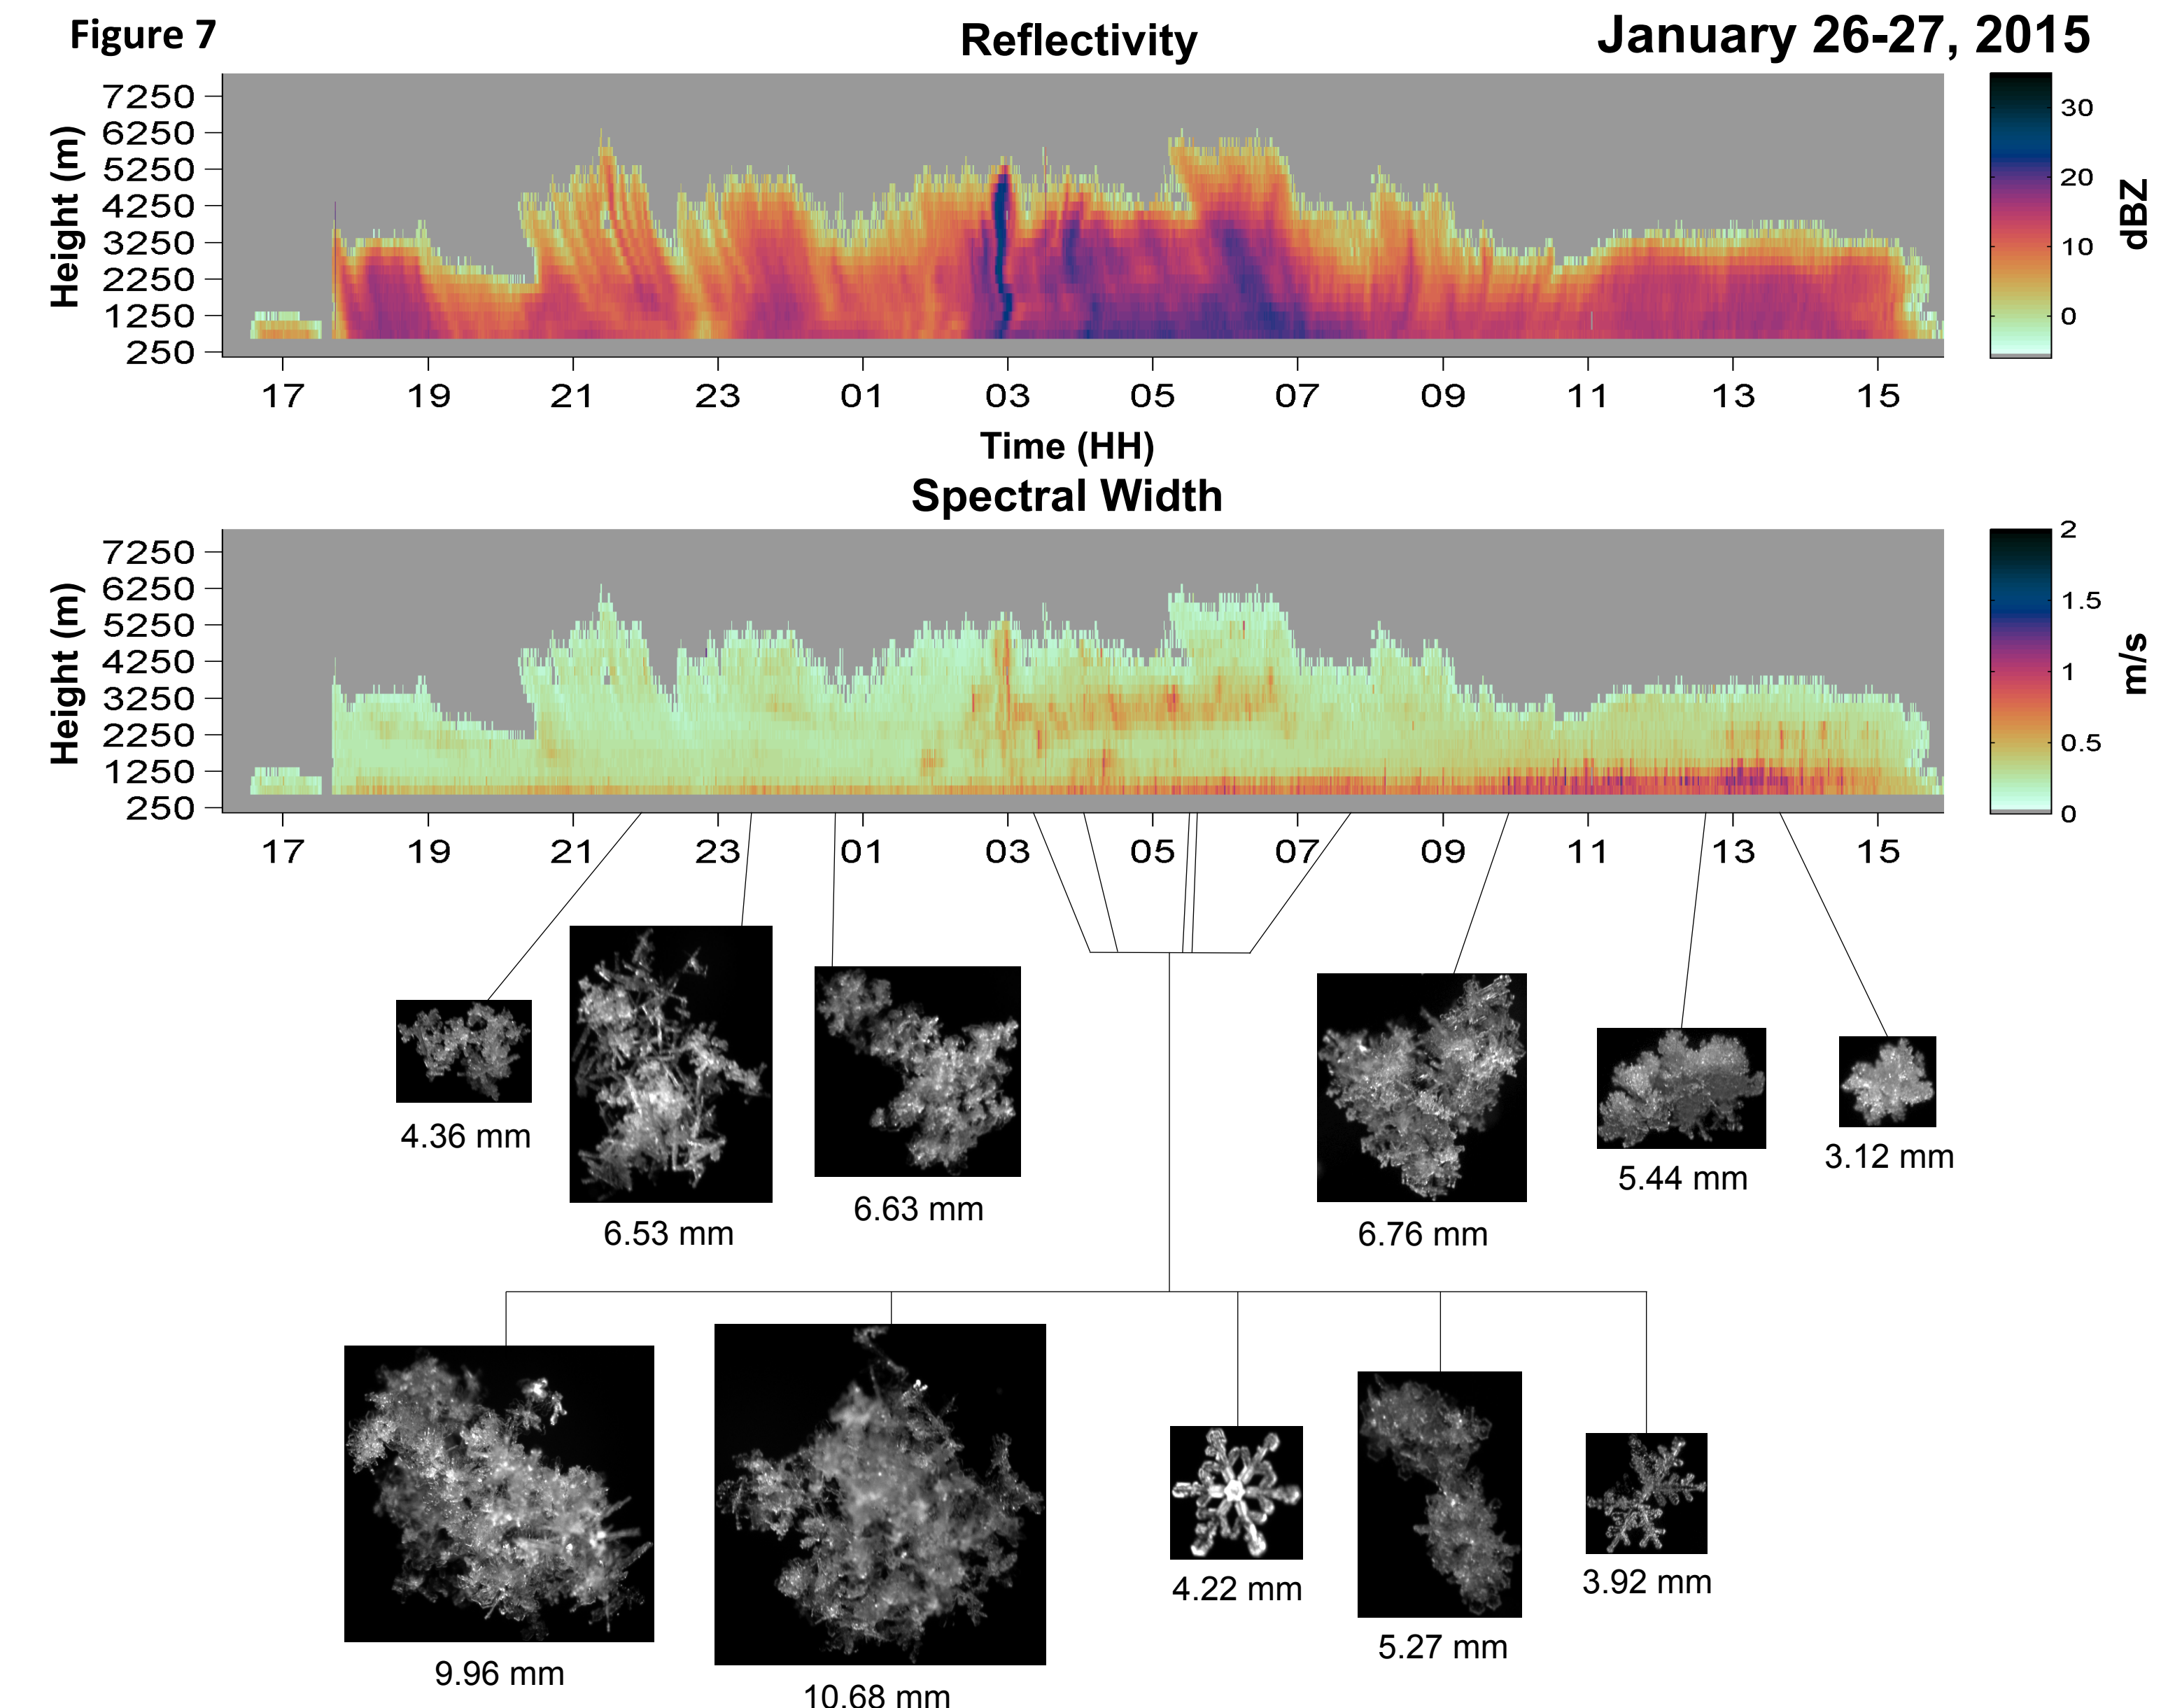 Figure 7
Reflectivity
January 26-27, 2015
Height (m)
7250
6250
5250
4250
3250
2250
1250
250
17 19 21 23 01 03 05 07 09 11 13 15
Time (HH)
30
20
10
0
dBZ
Spectral Width
Height (m)
7250
6250
5250
4250
3250
2250
1250
250
17 19 21 23 01 03 05 07 09 11 13 15
2
1.5
1
0.5
0
m/s
4.36 mm
6.53 mm
6.63 mm
6.76 mm
5.44 mm
3.12 mm
9.96 mm
10.68 mm
4.22 mm
5.27 mm
3.92 mm